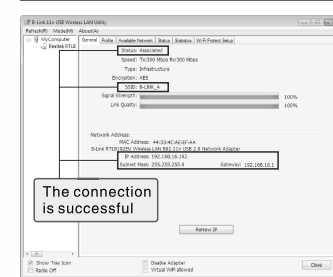 B-Link 11n USB Wireless LAN Utility
Refresh(R) Mode(M) About(A)
MyComputer
Realtek RTL8
General Profile Available Network Status Statistics Wi-Fi Protect Setup
Status: Associated
Speed: Tx:300 Mbps Rx:300 Mbps
Type: Infrastructure
Encryption: AES
SSID: B-LINK_A
Signal Strength: 100%
Link Quality: 100%
Network Address:
MAC Address: 44:33:4C:AE:EF:AA
B-Link RTL8192EU Wireless LAN 802.11n USB 2.0 Network Adapter
IP Address: 192.168.16.102
Subnet Mask: 255.255.255.0 Gateway: 192.168.16.1
The connection
is successful
ReNew IP
Show Tray Icon
Radio Off
Disable Adapter
Virtual WiFi allowed
Close